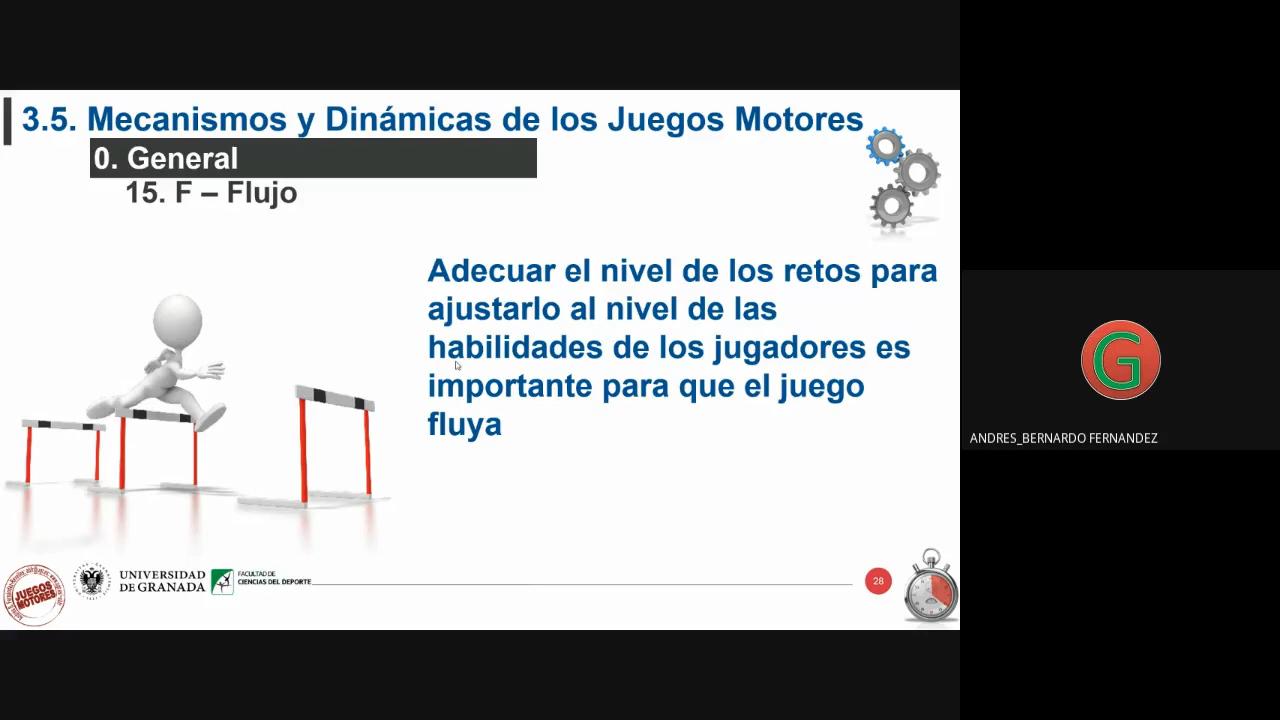 3.5. Mecanismos y Dinámicas de los Juegos Motores
0. General
15. F – Flujo
Adecuar el nivel de los retos para
ajustarlo al nivel de las
habilidades de los jugadores es
importante para que el juego
fluya
G
ANDRES_BERNARDO FERNANDEZ
JUEGOS
MOTORES
UNIVERSIDAD
DE GRANADA
FACULTAD DE
CIENCIAS DEL DEPORTE
28